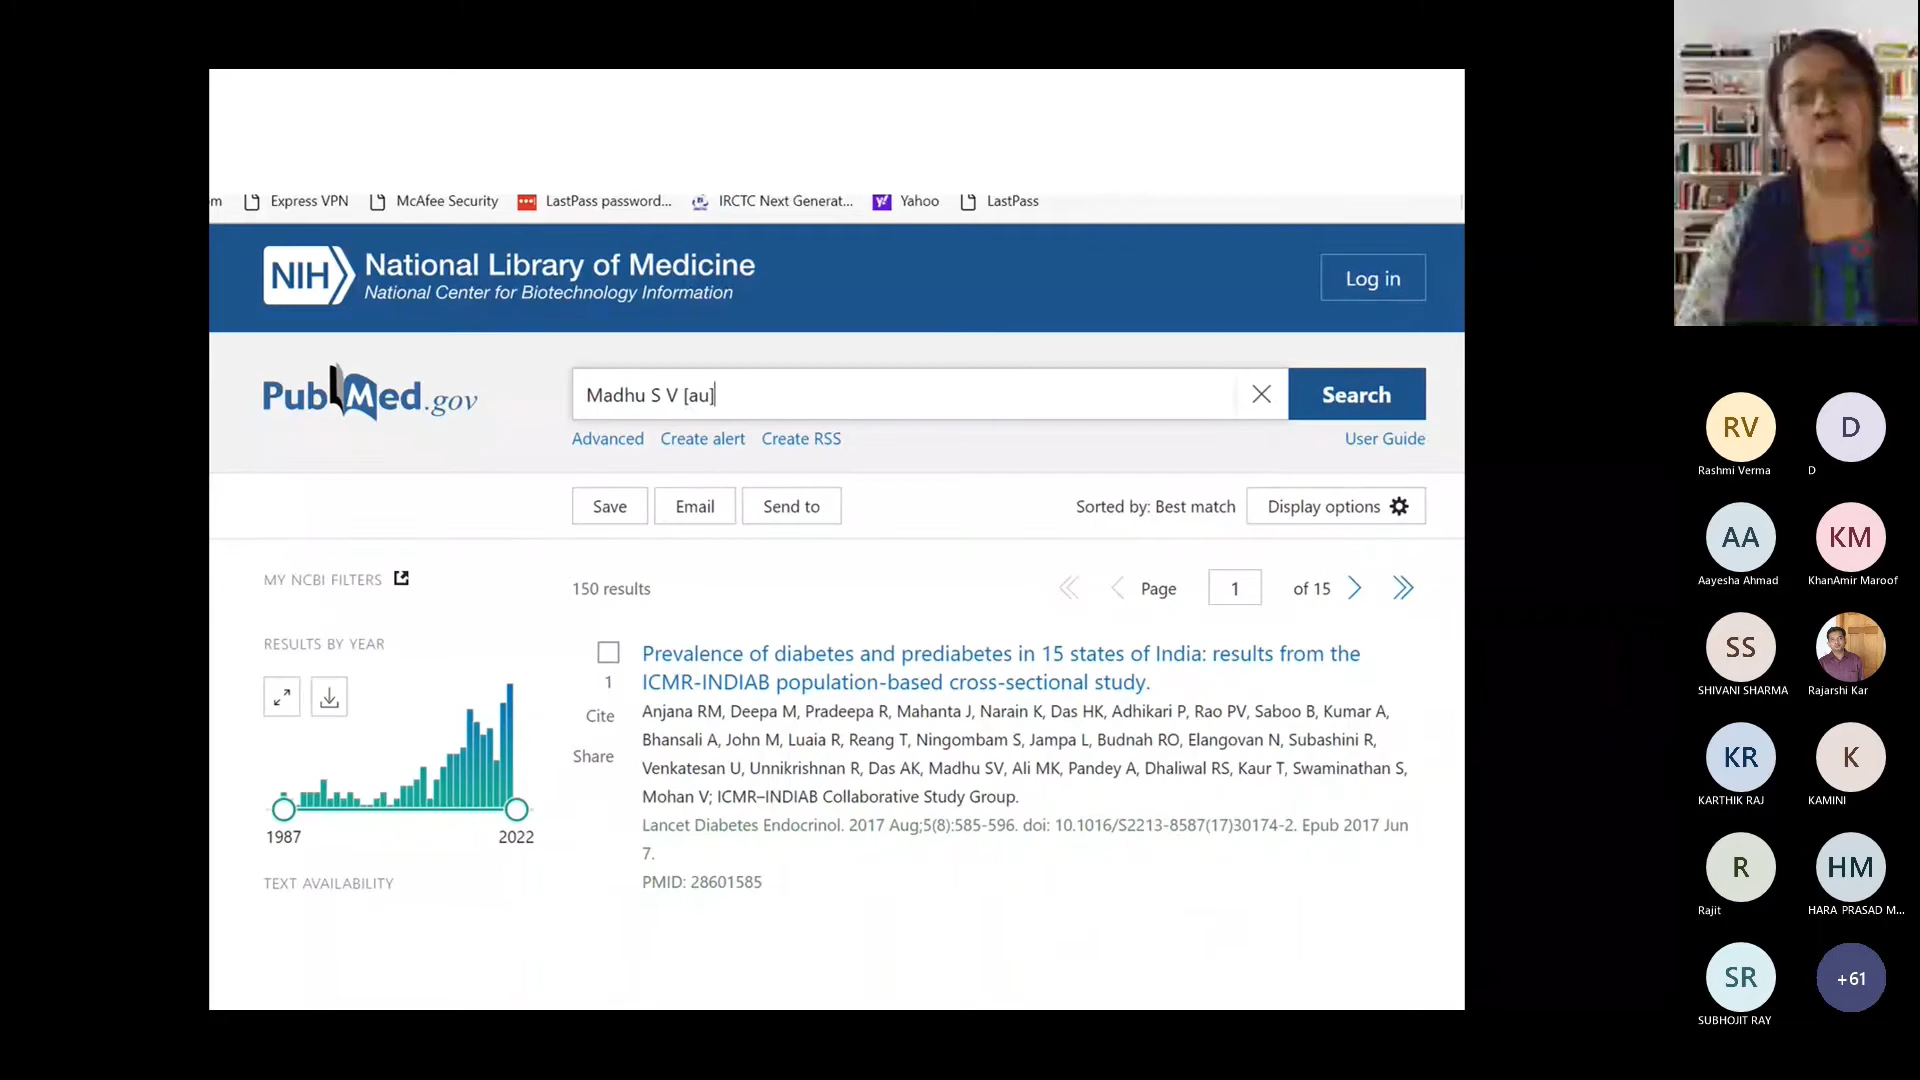 m Express VPN McAfee Security LastPass password... IRCTC Next Generat... Yahoo LastPass
NIH National Library of Medicine
National Center for Biotechnology Information
Log in
PubMed.gov
Madhu S V [au]
Search
Advanced Create alert Create RSS
User Guide
Save Email Send to
Sorted by: Best match Display options
MY NCBI FILTERS
150 results
Page 1 of 15
RESULTS BY YEAR
1987 2022
TEXT AVAILABILITY
1
Cite
Share
Prevalence of diabetes and prediabetes in 15 states of India: results from the
ICMR-INDIAB population-based cross-sectional study.
Anjana RM, Deepa M, Pradeepa R, Mahanta J, Narain K, Das HK, Adhikari P, Rao PV, Saboo B, Kumar A,
Bhansali A, John M, Luaia R, Reang T, Ningombam S, Jampa L, Budnah RO, Elangovan N, Subashini R,
Venkatesan U, Unnikrishnan R, Das AK, Madhu SV, Ali MK, Pandey A, Dhaliwal RS, Kaur T, Swaminathan S,
Mohan V; ICMR–INDIAB Collaborative Study Group.
Lancet Diabetes Endocrinol. 2017 Aug;5(8):585-596. doi: 10.1016/S2213-8587(17)30174-2. Epub 2017 Jun
7.
PMID: 28601585
RV D
Rashmi Verma D
AA KM
Aayesha Ahmad KhanAmir Maroof
SS
SHIVANI SHARMA Rajarshi Kar
KR K
KARTHIK RAJ KAMINI
R HM
Rajit HARA PRASAD M...
SR +61
SUBHOJIT RAY